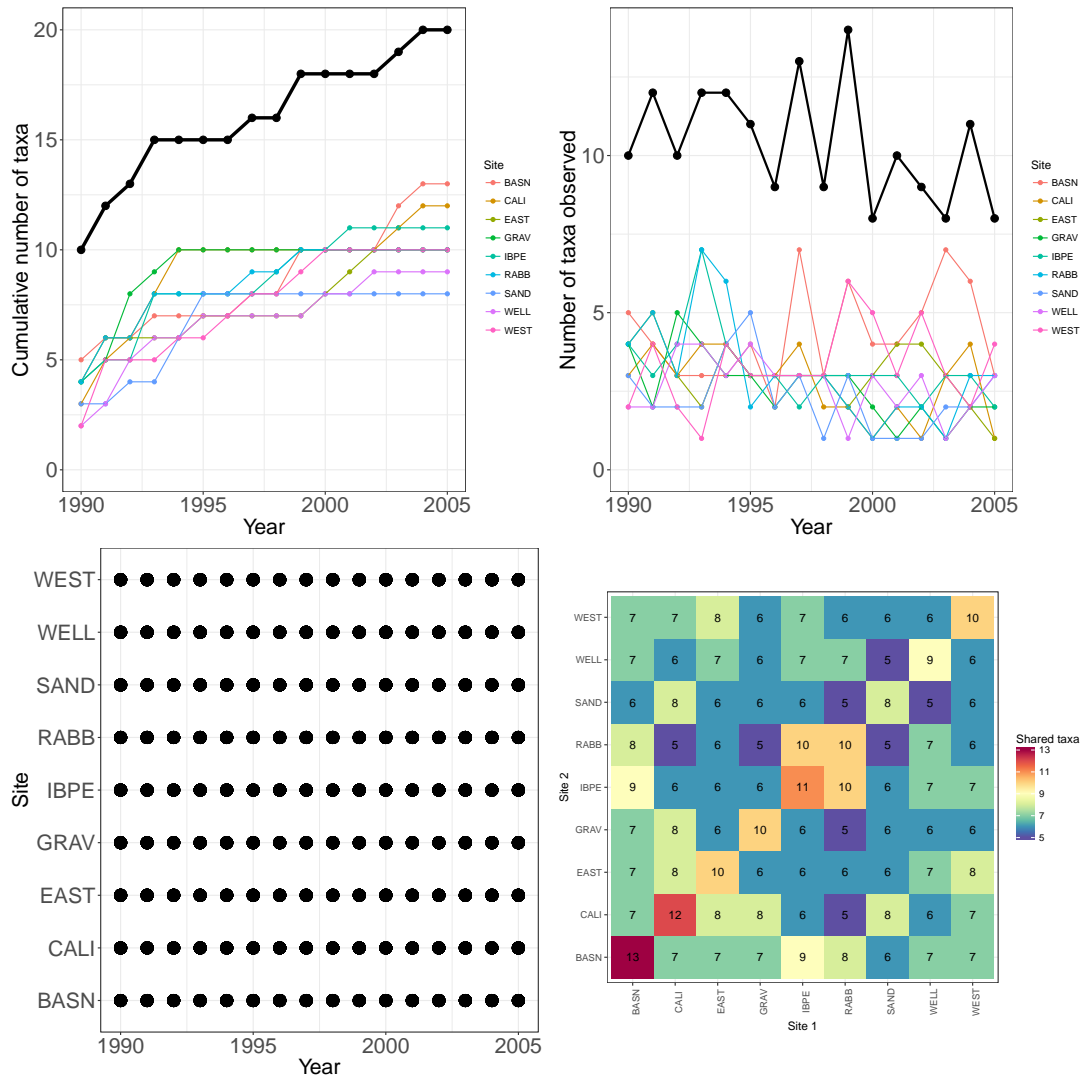 Cumulative number of taxa
20
15
10
5
0
1990 1995 2000 2005
Year
Site
BASN
CALI
EAST
GRAV
IBPE
RABB
SAND
WELL
WEST
Number of taxa observed
10
5
0
1990 1995 2000 2005
Year
Site
BASN
CALI
EAST
GRAV
IBPE
RABB
SAND
WELL
WEST
Site
WEST
WELL
SAND
RABB
IBPE
GRAV
EAST
CALI
BASN
1990 1995 2000 2005
Year
Site 2
WEST 7 7 8 6 7 6 6 6 10
WELL 7 6 7 6 7 7 5 9 6
SAND 6 8 6 6 6 5 8 5 6
RABB 8 5 6 5 10 10 5 7 6
IBPE 9 6 6 6 11 10 6 7 7
GRAV 7 8 6 10 6 5 6 6 6
EAST 7 8 10 6 6 6 6 7 8
CALI 7 12 8 8 6 5 8 6 7
BASN 13 7 7 7 9 8 6 7 7
BASN CALI EAST GRAV IBPE RABB SAND WELL WEST
Site 1
Shared taxa
13
11
9
7
5